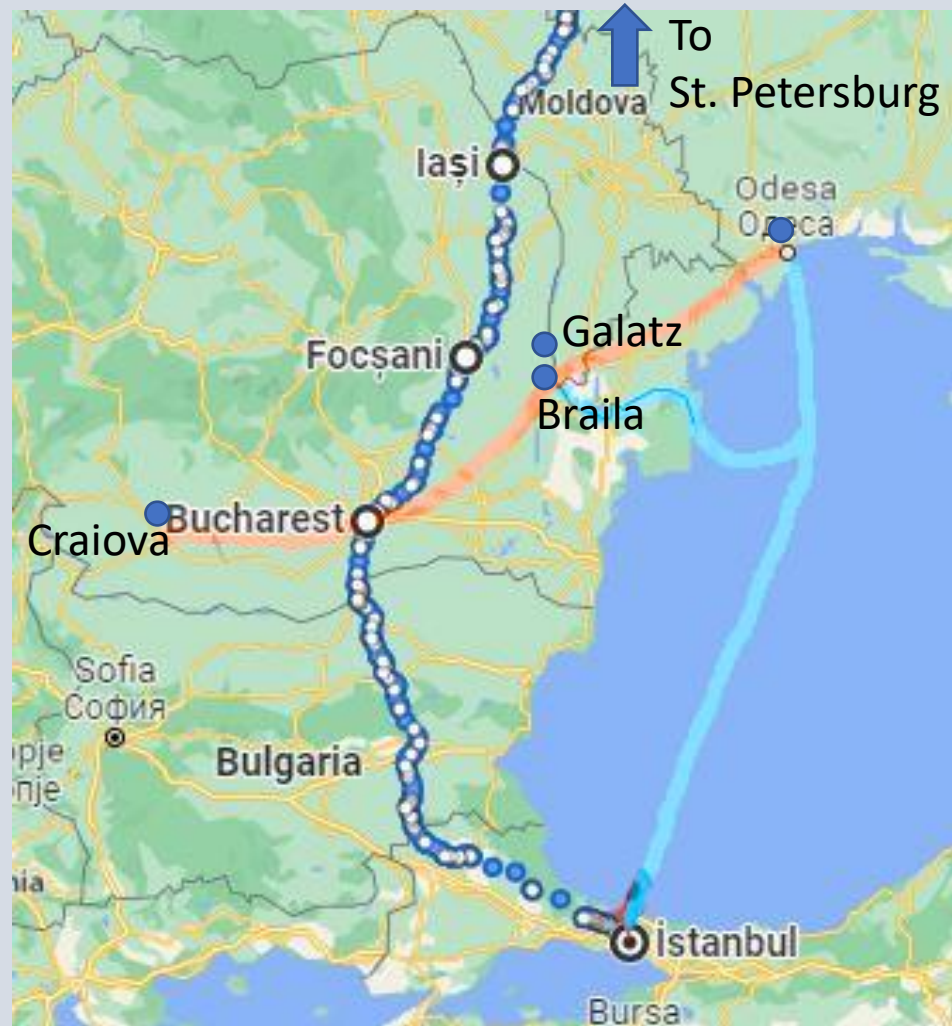 To
St. Petersburg
Moldova
Iași
Odesa
Одеса
Galatz
Focșani
Braila
Bucharest
Craiova
Sofia
София
Bulgaria
İstanbul
Bursa